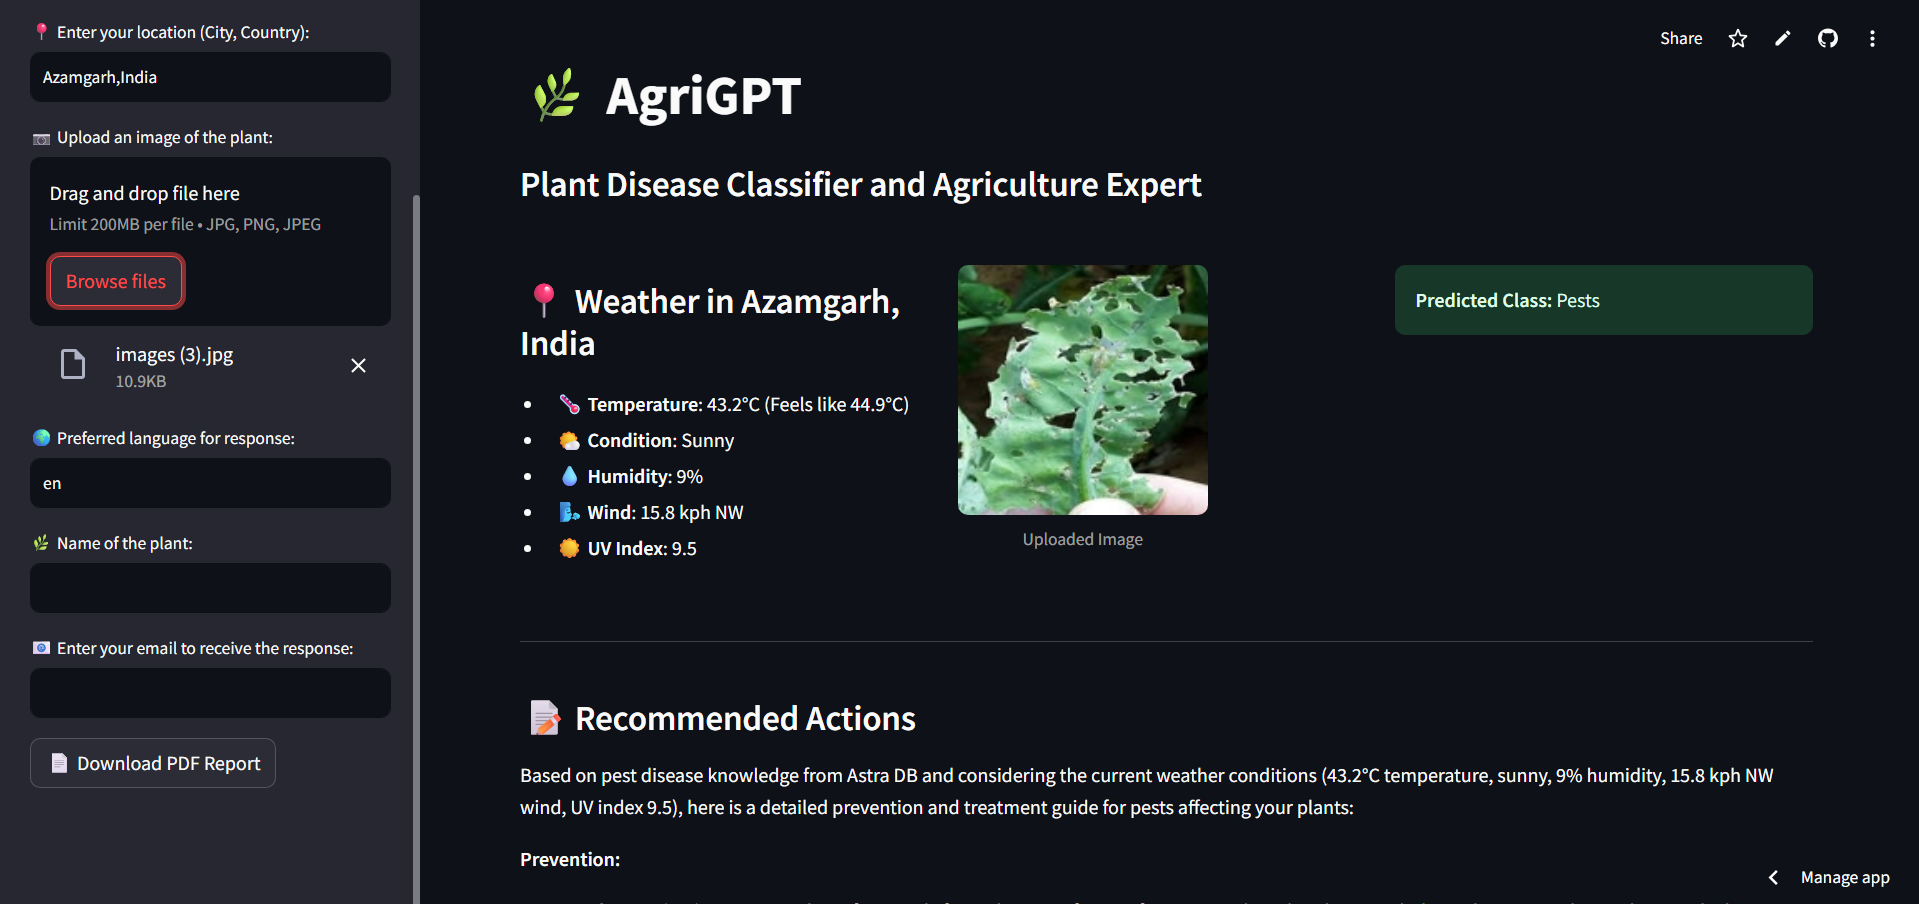 Enter your location (City, Country):
Azamgarh,India
Upload an image of the plant:
Drag and drop file here
Limit 200MB per file • JPG, PNG, JPEG
Browse files
images (3).jpg
10.9KB
Preferred language for response:
en
Name of the plant:
Enter your email to receive the response:
Download PDF Report
Share
AgriGPT
Plant Disease Classifier and Agriculture Expert
Weather in Azamgarh,
India
Temperature: 43.2°C (Feels like 44.9°C)
Condition: Sunny
Humidity: 9%
Wind: 15.8 kph NW
UV Index: 9.5
Uploaded Image
Predicted Class: Pests
Recommended Actions
Based on pest disease knowledge from Astra DB and considering the current weather conditions (43.2°C temperature, sunny, 9% humidity, 15.8 kph NW
wind, UV index 9.5), here is a detailed prevention and treatment guide for pests affecting your plants:
Prevention:
Manage app